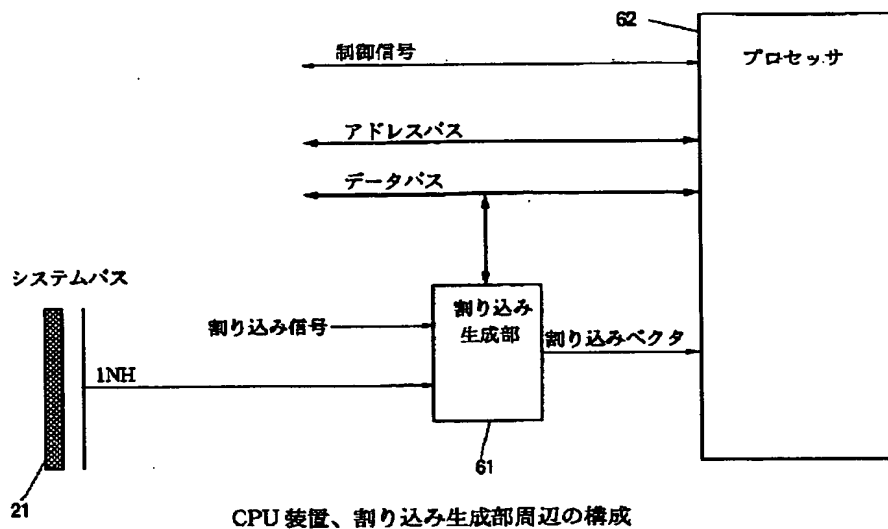 62
プロセッサ
制御信号
アドレスバス
データバス
システムバス
割り込み信号
割り込み
生成部
割り込みベクタ
1NH
61
21
CPU 装置、割り込み生成部周辺の構成